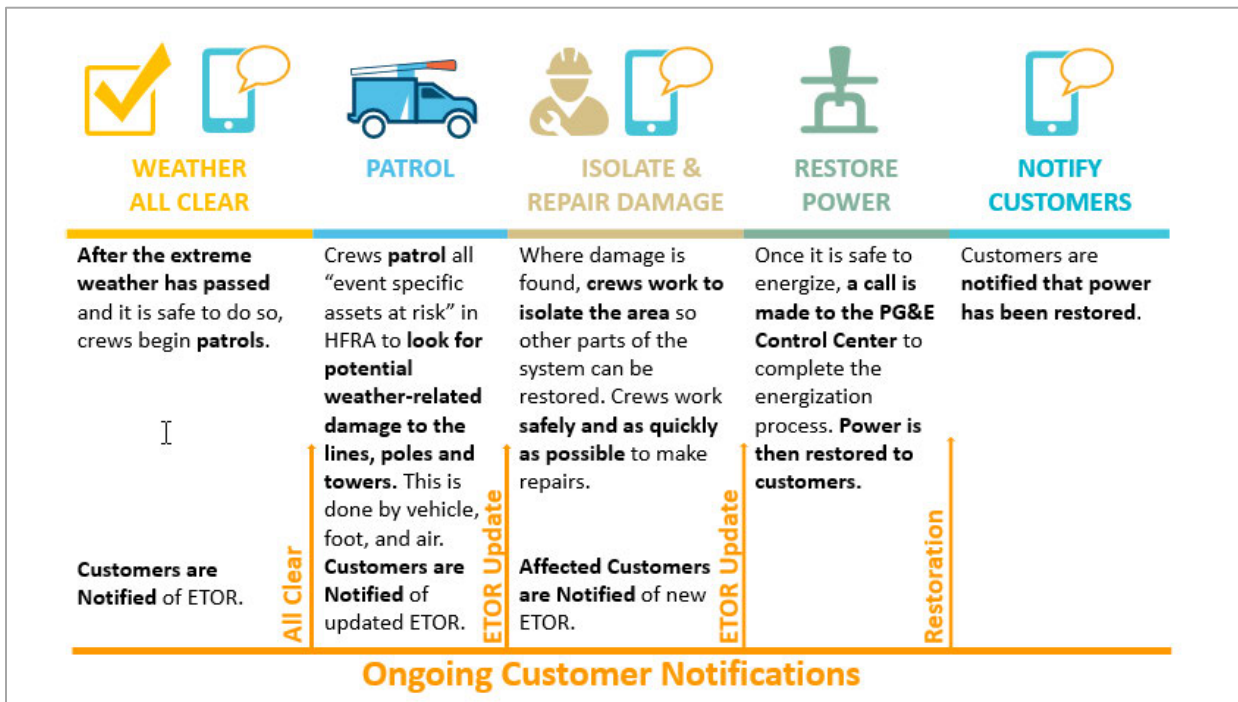 WEATHER
ALL CLEAR
PATROL
ISOLATE &
REPAIR DAMAGE
RESTORE
POWER
NOTIFY
CUSTOMERS
After the extreme
weather has passed
and it is safe to do so,
crews begin patrols.
Customers are
Notified of ETOR.
All Clear
Crews patrol all
“event specific
assets at risk” in
HFRA to look for
potential
weather-related
damage to the
lines, poles and
towers. This is
done by vehicle,
foot, and air.
Customers are
Notified of
updated ETOR.
ETOR Update
Where damage is
found, crews work to
isolate the area so
other parts of the
system can be
restored. Crews work
safely and as quickly
as possible to make
repairs.
Affected Customers
are Notified of new
ETOR.
ETOR Update
Once it is safe to
energize, a call is
made to the PG&E
Control Center to
complete the
energization
process. Power is
then restored to
customers.
Restoration
Customers are
notified that power
has been restored.
Ongoing Customer Notifications